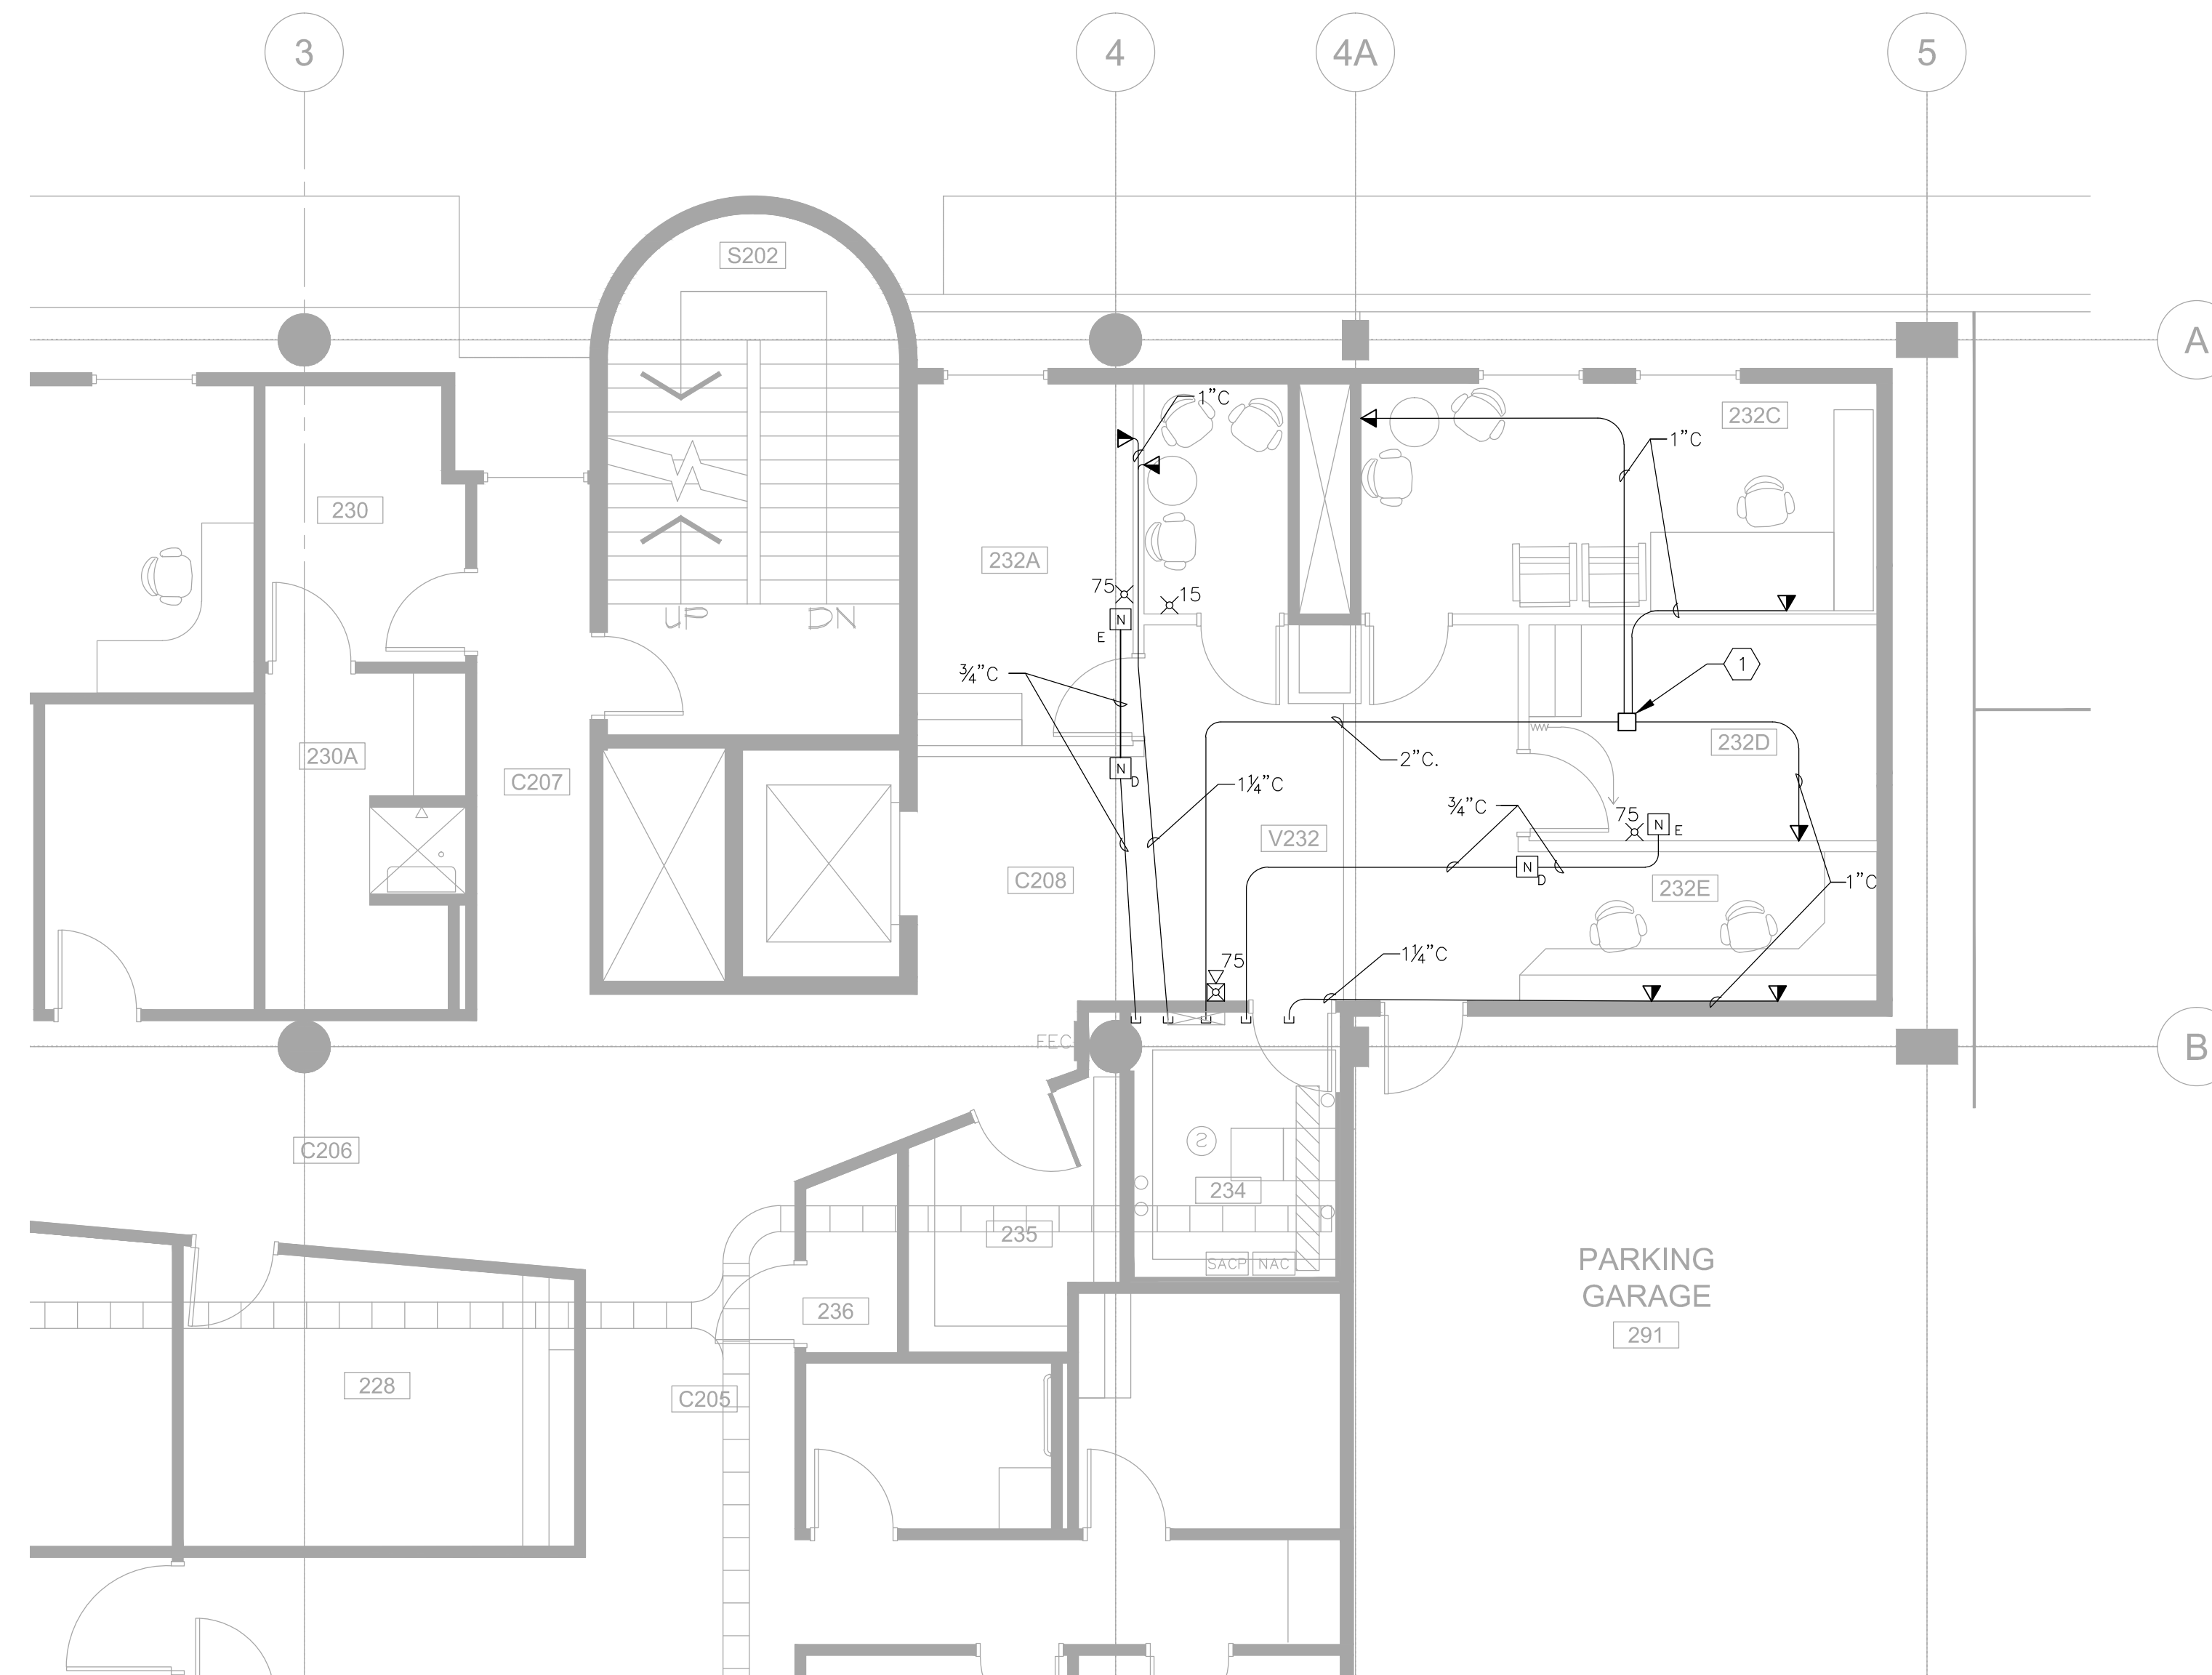 3
4
4A
5
S202
A
1"C
232C
1"C
230
232A
75
15
N
E
UP
DN
¾"C
1
230A
C207
232D
N
D
2"C.
1¼"C
¾"C
75
N
E
V232
N
D
C208
232E
1"C
75
1¼"C
FEC
B
C206
S
234
235
SACP
NAC
PARKING
GARAGE
236
291
228
C205